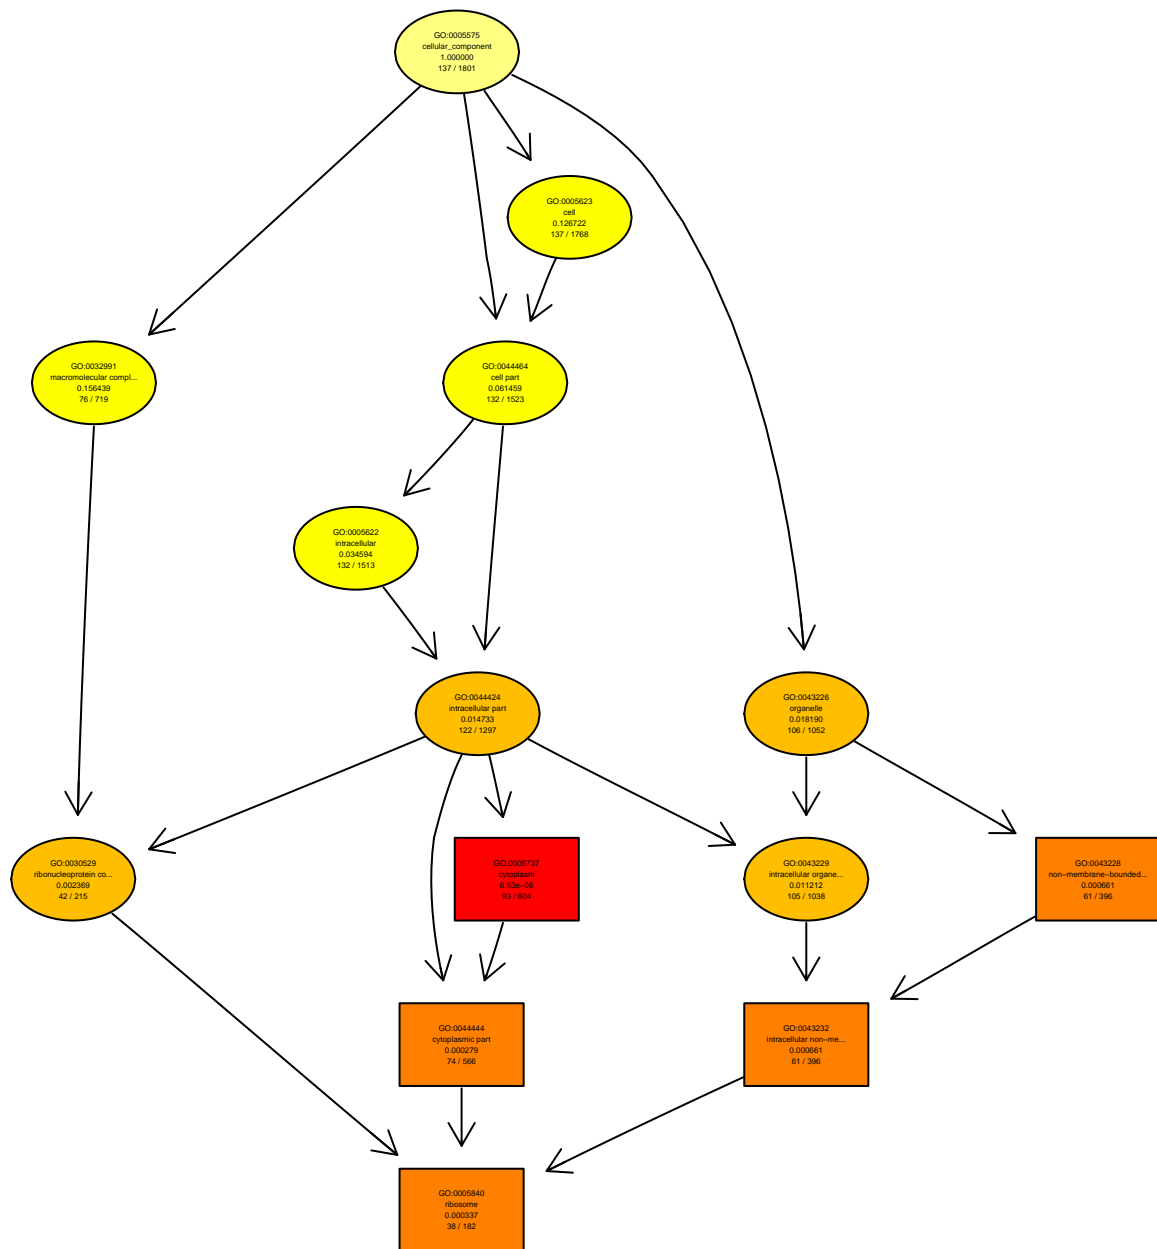 GO:0005575
cellular_component
1.000000
137 / 1801
GO:0005623
cell
0.126722
137 / 1768
GO:0032991
macromolecular compl...
0.156439
76 / 719
GO:0044464
cell part
0.061459
132 / 1523
GO:0005622
intracellular
0.034594
132 / 1513
GO:0044424
intracellular part
0.014733
122 / 1297
GO:0043226
organelle
0.018190
106 / 1052
GO:0030529
ribonucleoprotein co...
0.002369
42 / 215
GO:0005737
cytoplasm
6.53e−06
93 / 804
GO:0043229
intracellular organe...
0.011212
105 / 1038
GO:0043228
non−membrane−bounded...
0.000661
61 / 396
GO:0044444
cytoplasmic part
0.000279
74 / 566
GO:0043232
intracellular non−me...
0.000661
61 / 396
GO:0005840
ribosome
0.000337
38 / 182